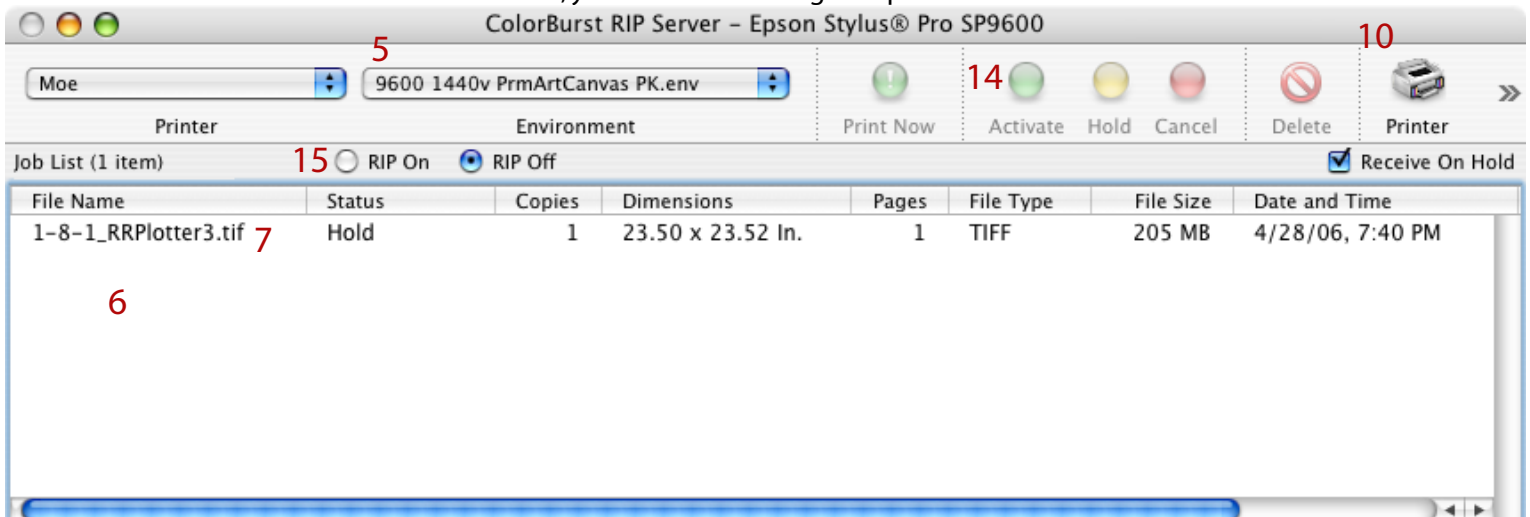 ColorBurst RIP Server – Epson Stylus® Pro SP9600
5 10
Moe 9600 1440v PrmArtCanvas PK.env 14 »
Printer Environment Print Now Activate Hold Cancel Delete Printer
Job List (1 item) 15 RIP On RIP Off Receive On Hold
File Name Status Copies Dimensions Pages File Type File Size Date and Time
1-8-1_RRPlotter3.tif 7 Hold 1 23.50 x 23.52 In. 1 TIFF 205 MB 4/28/06, 7:40 PM
6